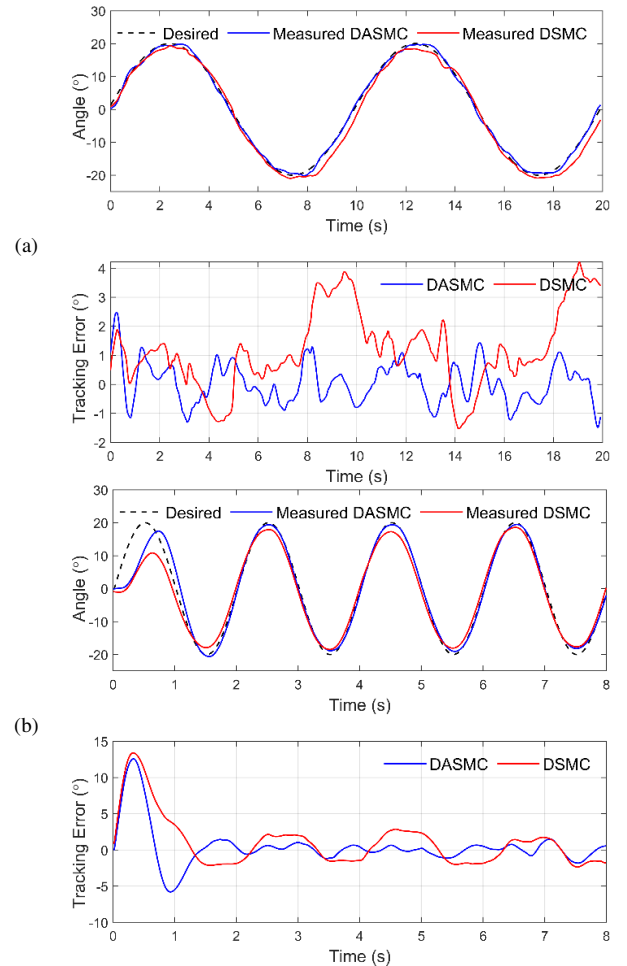 30
20
10
0
-10
-20
Angle (°)
Desired Measured DASMC Measured DSMC
0 2 4 6 8 10 12 14 16 18 20
Time (s)
(a)
4
3
2
1
0
-1
-2
Tracking Error (°)
DASMC DSMC
0 2 4 6 8 10 12 14 16 18 20
Time (s)
30
20
10
0
-10
-20
Angle (°)
Desired Measured DASMC Measured DSMC
0 1 2 3 4 5 6 7 8
Time (s)
(b)
15
10
5
0
-5
-10
Tracking Error (°)
DASMC DSMC
0 1 2 3 4 5 6 7 8
Time (s)